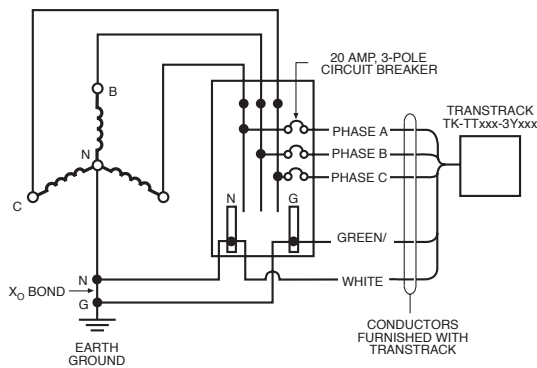 20 AMP, 3-POLE
CIRCUIT BREAKER
B
TRANSTRACK
TK-TTxxx-3Yxxx
PHASE A
N
PHASE B
PHASE C
C
N
G
GREEN/
N
WHITE
XO BOND
G
EARTH
GROUND
CONDUCTORS
FURNISHED WITH
TRANSTRACK